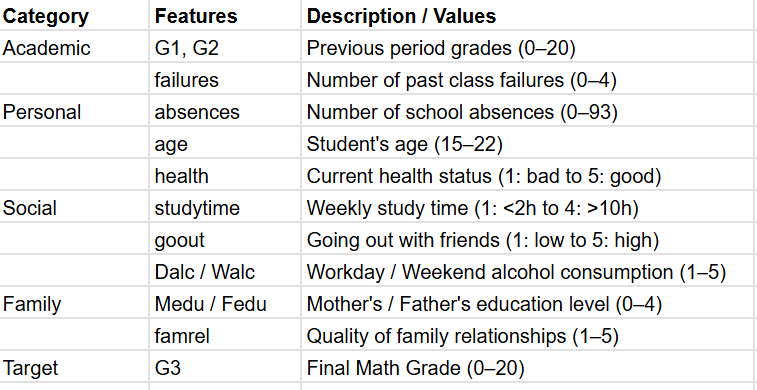 Category Features Description / Values
Academic G1, G2 Previous period grades (0–20)
failures Number of past class failures (0–4)
Personal absences Number of school absences (0–93)
age Student's age (15–22)
health Current health status (1: bad to 5: good)
Social studytime Weekly study time (1: <2h to 4: >10h)
goout Going out with friends (1: low to 5: high)
Dalc / Walc Workday / Weekend alcohol consumption (1–5)
Family Medu / Fedu Mother's / Father's education level (0–4)
famrel Quality of family relationships (1–5)
Target G3 Final Math Grade (0–20)